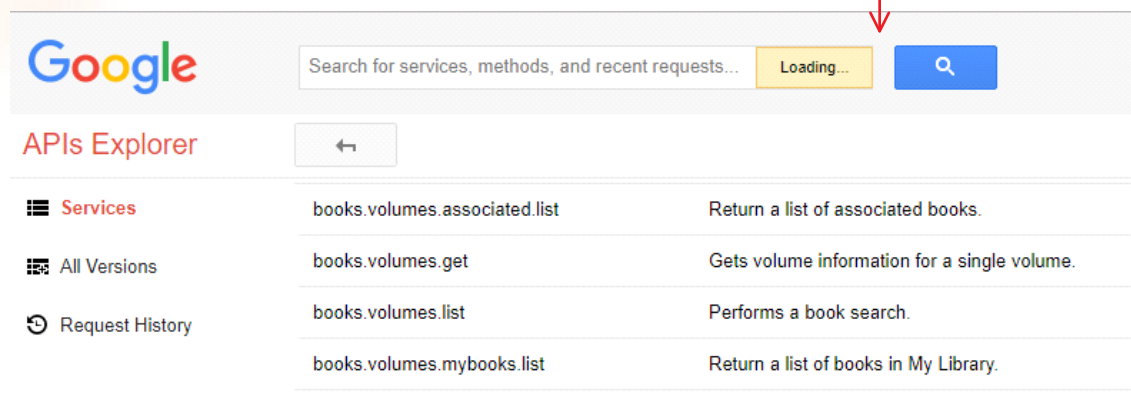 Google
Search for services, methods, and recent requests...
Loading...
APIs Explorer
Services
All Versions
Request History
books.volumes.associated.list Return a list of associated books.
books.volumes.get Gets volume information for a single volume.
books.volumes.list Performs a book search.
books.volumes.mybooks.list Return a list of books in My Library.